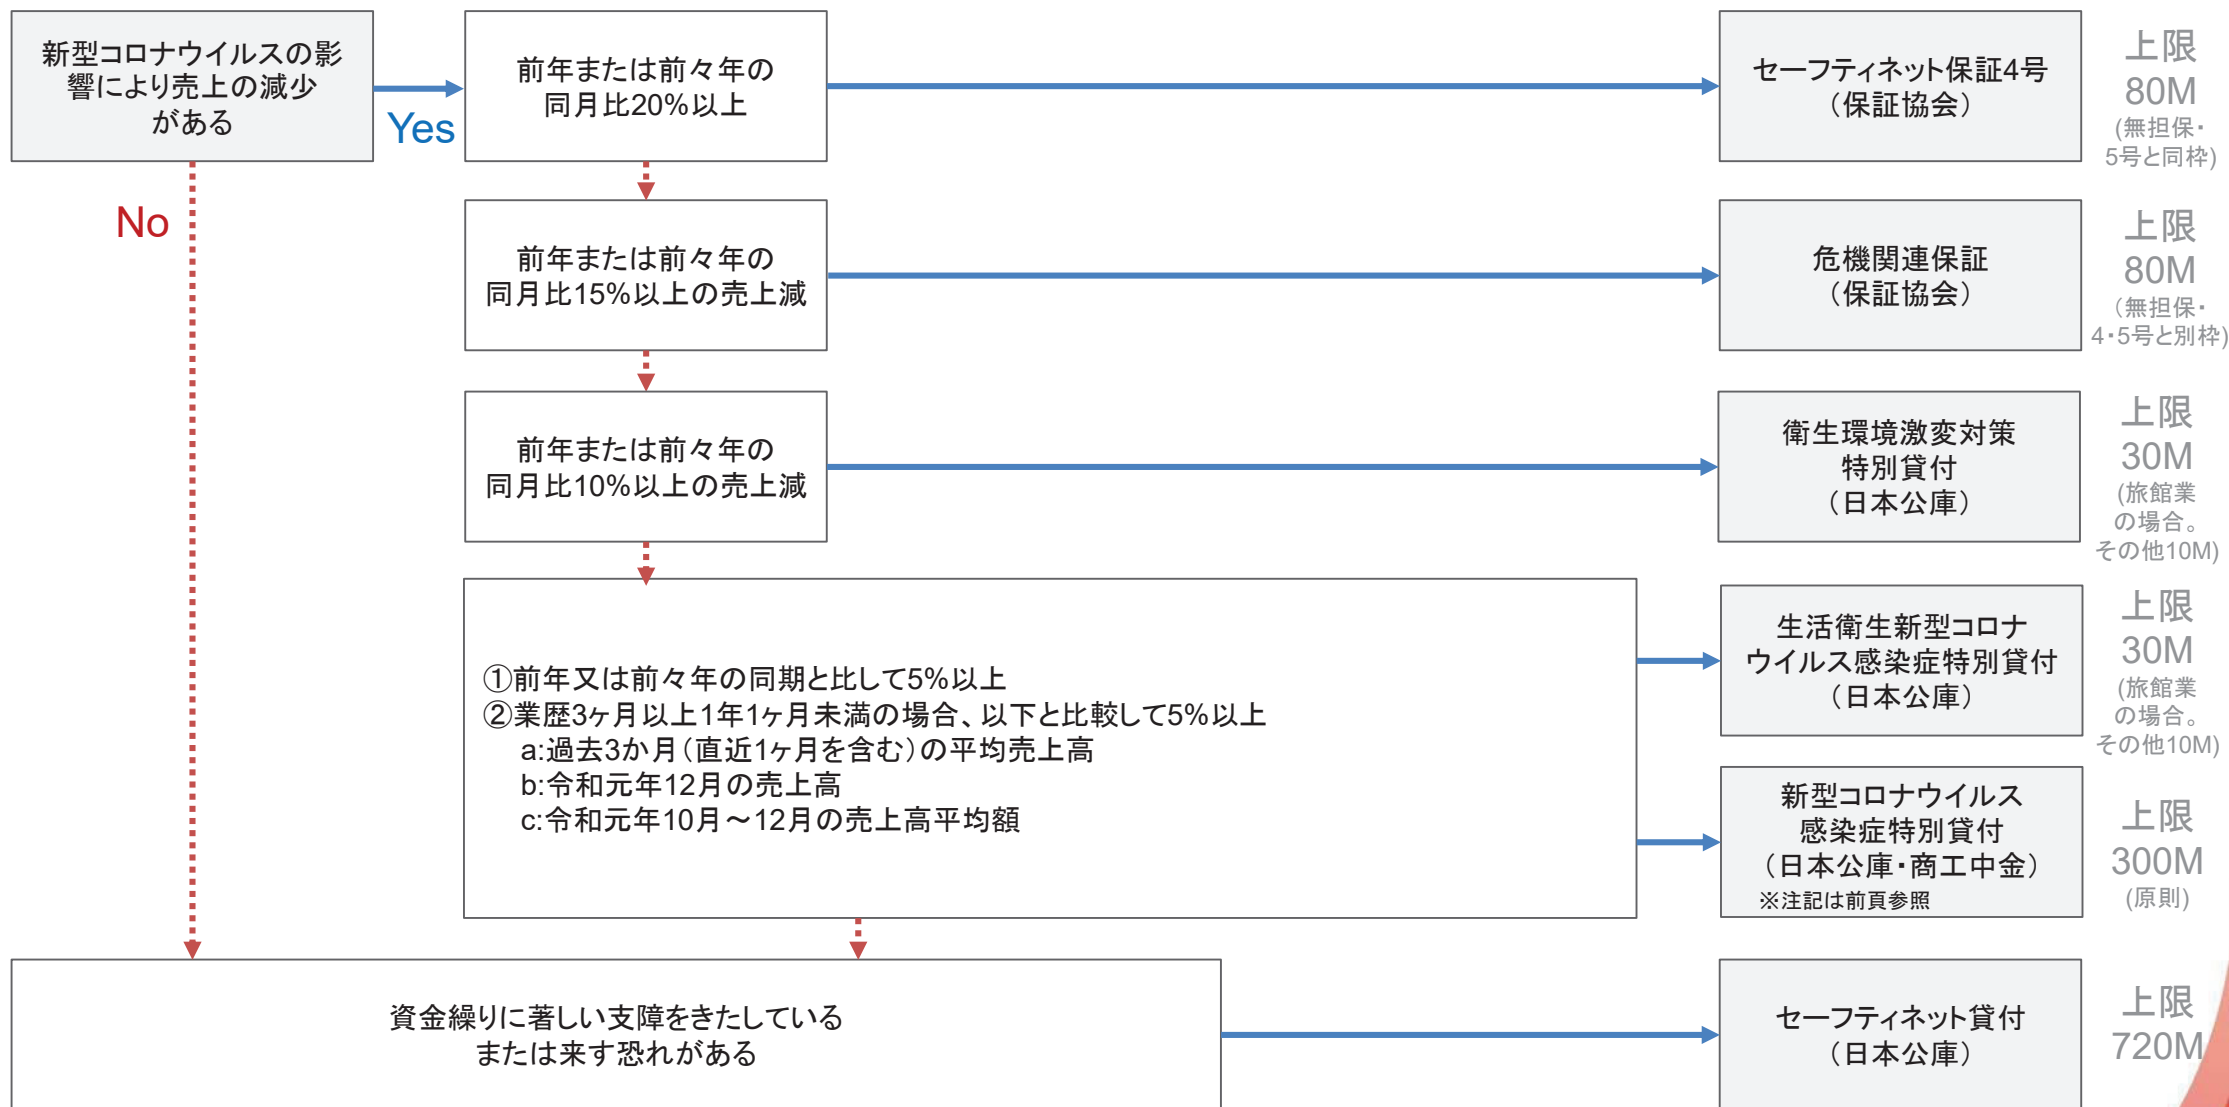 新型コロナウイルスの影
響により売上の減少
がある
Yes
No
前年または前々年の
同月比20%以上
セーフティネット保証4号
（保証協会）
上限
80M
(無担保・
5号と同枠)
前年または前々年の
同月比15%以上の売上減
危機関連保証
（保証協会）
上限
80M
（無担保・
4・5号と別枠)
前年または前々年の
同月比10%以上の売上減
衛生環境激変対策
特別貸付
（日本公庫）
上限
30M
(旅館業
の場合。
その他10M)
①前年又は前々年の同期と比して5%以上
②業歴3ヶ月以上1年1ヶ月未満の場合、以下と比較して5%以上
a:過去3か月（直近1ヶ月を含む）の平均売上高
b:令和元年12月の売上高
c:令和元年10月～12月の売上高平均額
生活衛生新型コロナ
ウイルス感染症特別貸付
（日本公庫）
上限
30M
(旅館業
の場合。
その他10M)
新型コロナウイルス
感染症特別貸付
（日本公庫・商工中金）
※注記は前頁参照
上限
300M
(原則)
資金繰りに著しい支障をきたしている
または来す恐れがある
セーフティネット貸付
（日本公庫）
上限
720M